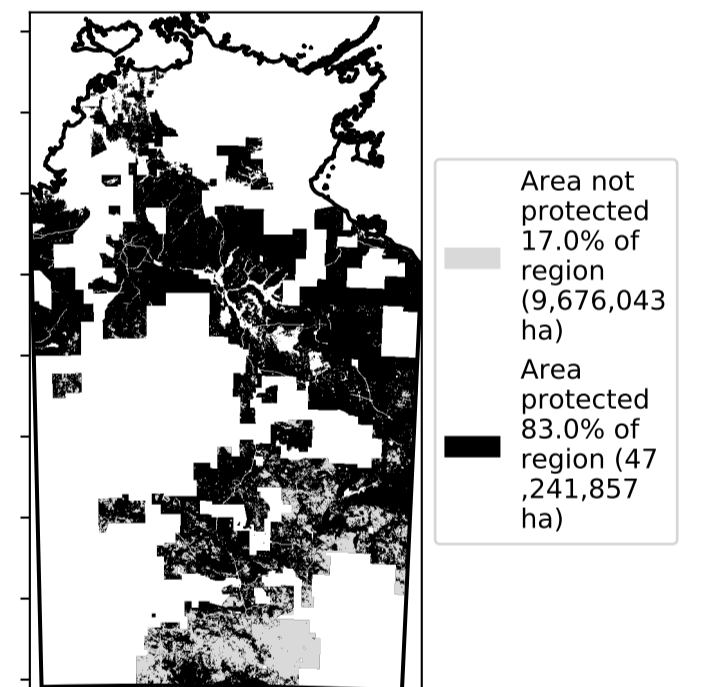 Area not
protected
17.0% of
region
(9,676,043
ha)
Area
protected
83.0% of
region (47
,241,857
ha)